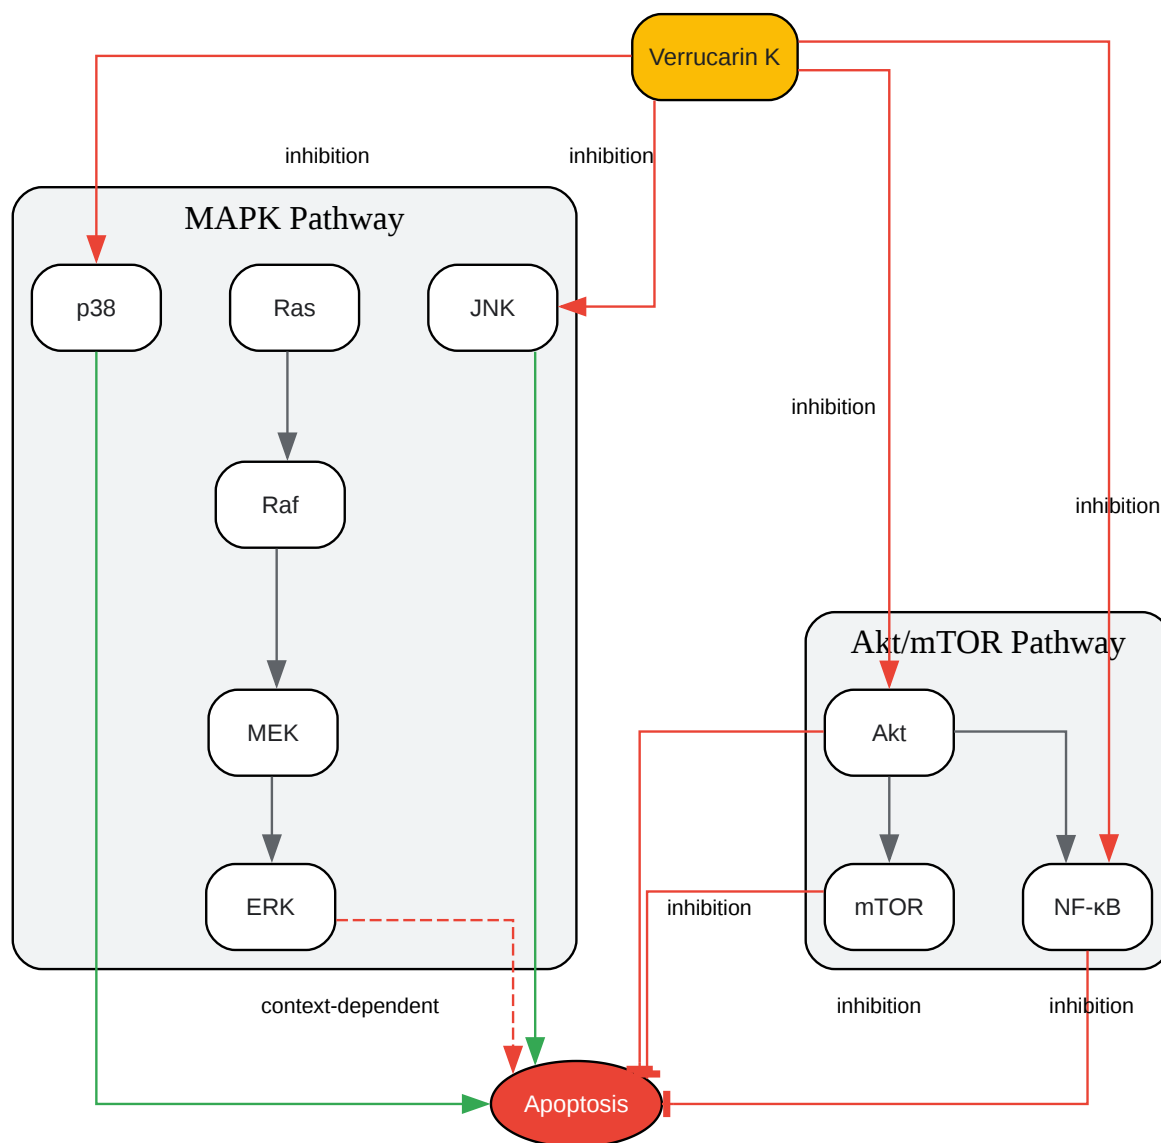 Verrucarin K
inhibition
inhibition
MAPK Pathway
p38
Ras
JNK
inhibition
Raf
inhibition
Akt/mTOR Pathway
MEK
Akt
ERK
inhibition
mTOR
NF-κB
context-dependent
inhibition
inhibition
Apoptosis